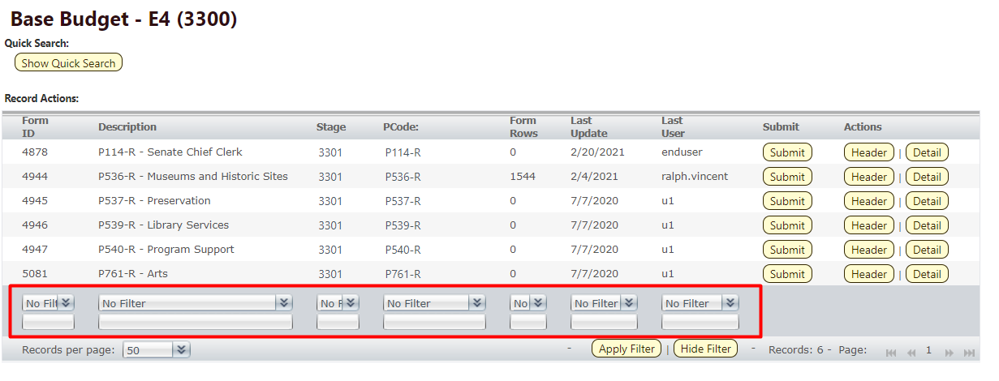 Base Budget - E4 (3300)
Quick Search:
Show Quick Search
Record Actions:
Form ID Description Stage PCode: Form Rows Last Update Last User Submit Actions
4878 P114-R - Senate Chief Clerk 3301 P114-R 0 2/20/2021 enduser Submit Header | Detail
4944 P536-R - Museums and Historic Sites 3301 P536-R 1544 2/4/2021 ralph.vincent Submit Header | Detail
4945 P537-R - Preservation 3301 P537-R 0 7/7/2020 u1 Submit Header | Detail
4946 P539-R - Library Services 3301 P539-R 0 7/7/2020 u1 Submit Header | Detail
4947 P540-R - Program Support 3301 P540-R 0 7/7/2020 u1 Submit Header | Detail
5081 P761-R - Arts 3301 P761-R 0 7/7/2020 u1 Submit Header | Detail
No Filt No Filter No F No Filter No No Filter No Filter
Records per page: 50 - Apply Filter | Hide Filter - Records: 6 - Page: 1